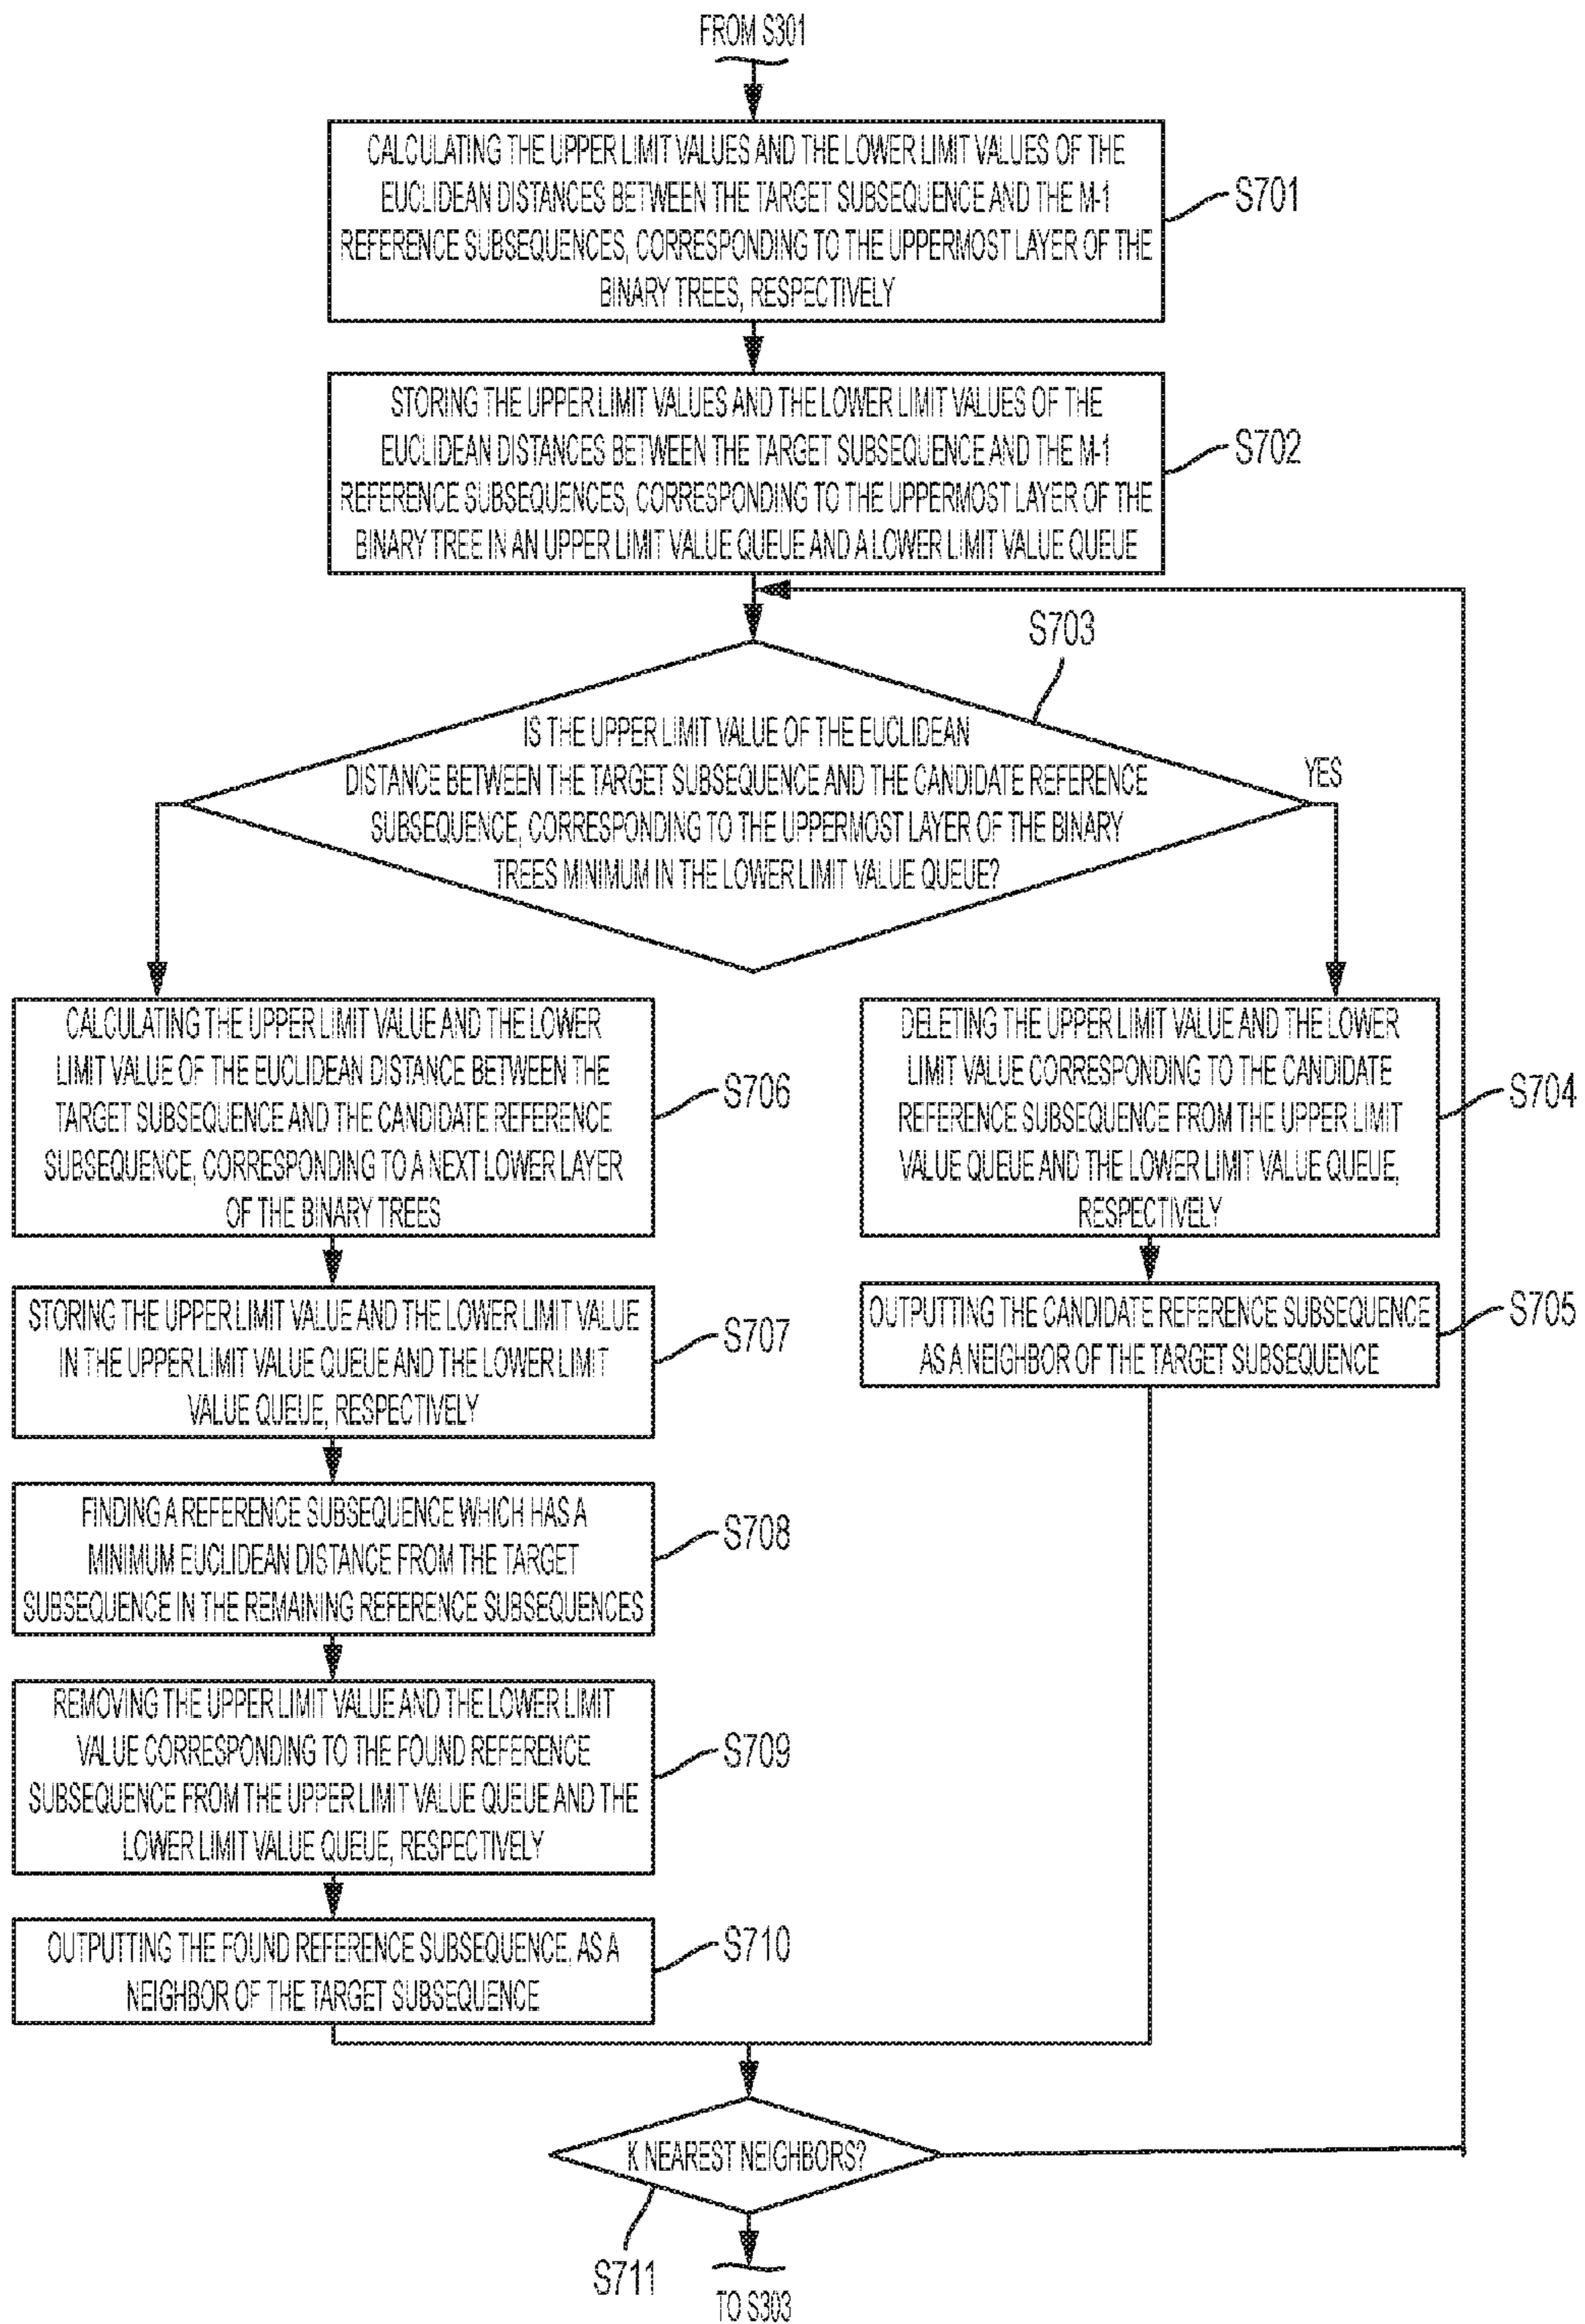 FROM S301
CALCULATING THE UPPER LIMIT VALUES AND THE LOWER LIMIT VALUES OF THE
EUCLIDEAN DISTANCES BETWEEN THE TARGET SUBSEQUENCE AND THE M-1
REFERENCE SUBSEQUENCES, CORRESPONDING TO THE UPPERMOST LAYER OF THE
BINARY TREES, RESPECTIVELY
S701
STORING THE UPPER LIMIT VALUES AND THE LOWER LIMIT VALUES OF THE
EUCLIDEAN DISTANCES BETWEEN THE TARGET SUBSEQUENCE AND THE M-1
REFERENCE SUBSEQUENCES, CORRESPONDING TO THE UPPERMOST LAYER OF THE
BINARY TREE IN AN UPPER LIMIT VALUE QUEUE AND A LOWER LIMIT VALUE QUEUE
S702
S703
IS THE UPPER LIMIT VALUE OF THE EUCLIDEAN
DISTANCE BETWEEN THE TARGET SUBSEQUENCE AND THE CANDIDATE REFERENCE
SUBSEQUENCE, CORRESPONDING TO THE UPPERMOST LAYER OF THE BINARY
TREES MINIMUM IN THE LOWER LIMIT VALUE QUEUE?
YES
CALCULATING THE UPPER LIMIT VALUE AND THE LOWER
LIMIT VALUE OF THE EUCLIDEAN DISTANCE BETWEEN THE
TARGET SUBSEQUENCE AND THE CANDIDATE REFERENCE
SUBSEQUENCE, CORRESPONDING TO A NEXT LOWER LAYER
OF THE BINARY TREES
S706
DELETING THE UPPER LIMIT VALUE AND THE LOWER
LIMIT VALUE CORRESPONDING TO THE CANDIDATE
REFERENCE SUBSEQUENCE FROM THE UPPER LIMIT
VALUE QUEUE AND THE LOWER LIMIT VALUE QUEUE,
RESPECTIVELY
S704
STORING THE UPPER LIMIT VALUE AND THE LOWER LIMIT VALUE
IN THE UPPER LIMIT VALUE QUEUE AND THE LOWER LIMIT
VALUE QUEUE, RESPECTIVELY
S707
OUTPUTTING THE CANDIDATE REFERENCE SUBSEQUENCE
AS A NEIGHBOR OF THE TARGET SUBSEQUENCE
S705
FINDING A REFERENCE SUBSEQUENCE WHICH HAS A
MINIMUM EUCLIDEAN DISTANCE FROM THE TARGET
SUBSEQUENCE IN THE REMAINING REFERENCE SUBSEQUENCES
S708
REMOVING THE UPPER LIMIT VALUE AND THE LOWER LIMIT
VALUE CORRESPONDING TO THE FOUND REFERENCE
SUBSEQUENCE FROM THE UPPER LIMIT VALUE QUEUE AND THE
LOWER LIMIT VALUE QUEUE, RESPECTIVELY
S709
OUTPUTTING THE FOUND REFERENCE SUBSEQUENCE, AS A
NEIGHBOR OF THE TARGET SUBSEQUENCE
S710
K NEAREST NEIGHBORS?
S711
TO S303